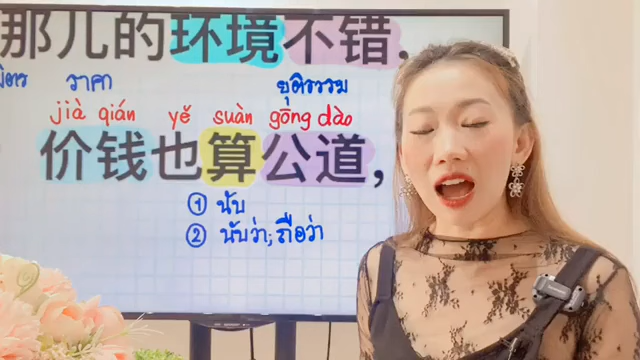 那儿的环境不错.
ราคา ยุติธรรม
jià qián yě suàn gōng dào
价钱也算公道,
① นับ
② นับว่า; ถือว่า